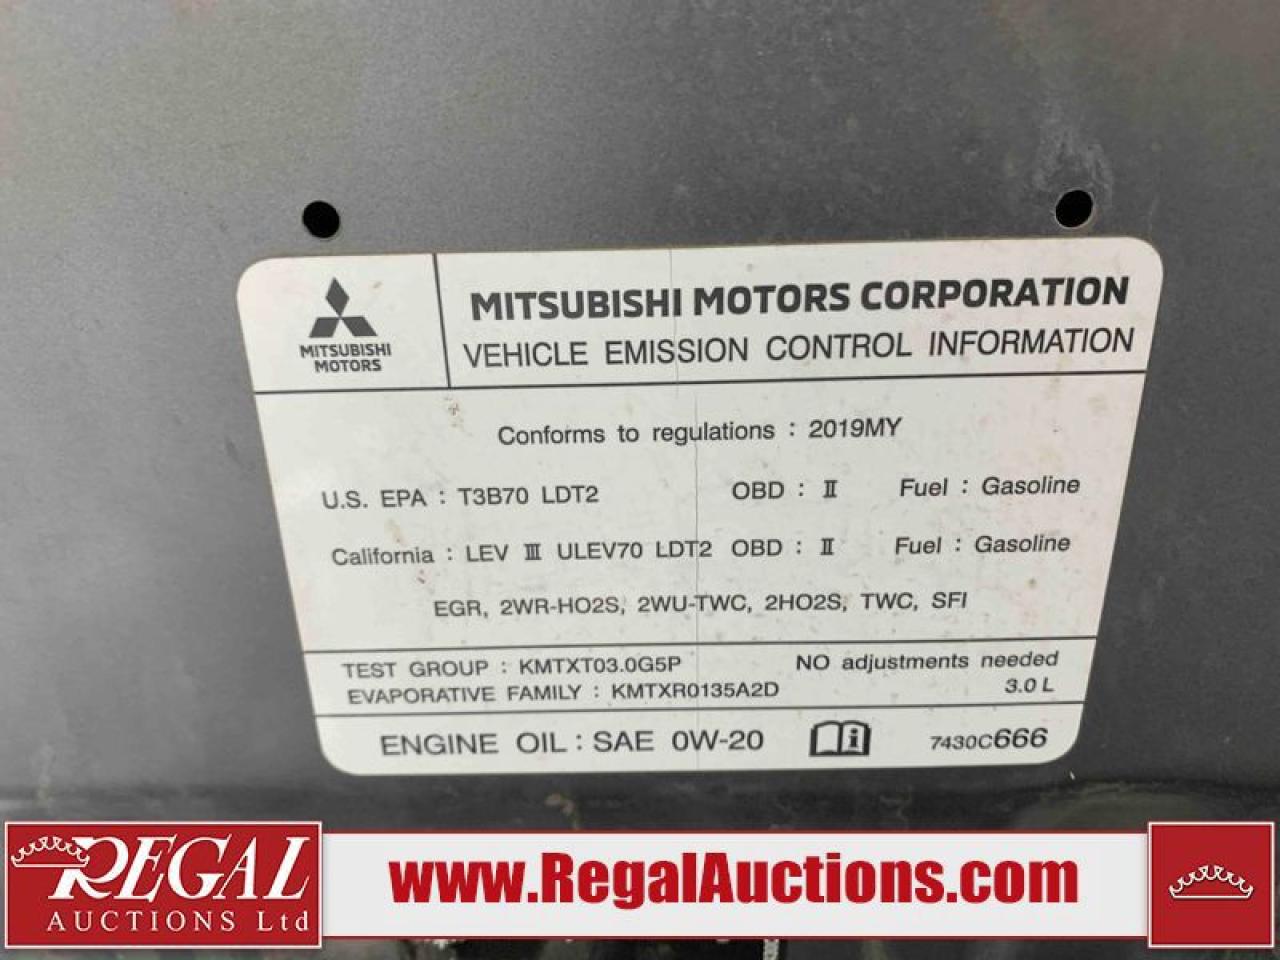 MITSUBISHI
MOTORS
MITSUBISHI MOTORS CORPORATION
VEHICLE EMISSION CONTROL INFORMATION
Conforms to regulations : 2019MY
U.S. EPA : T3B70 LDT2 OBD : II Fuel : Gasoline
California : LEV III ULEV70 LDT2 OBD : II Fuel : Gasoline
EGR, 2WR-HO2S, 2WU-TWC, 2HO2S, TWC, SFI
TEST GROUP : KMTXT03.0G5P NO adjustments needed
EVAPORATIVE FAMILY : KMTXR0135A2D 3.0 L
ENGINE OIL : SAE 0W-20 7430C666
REGAL
AUCTIONS Ltd
www.RegalAuctions.com